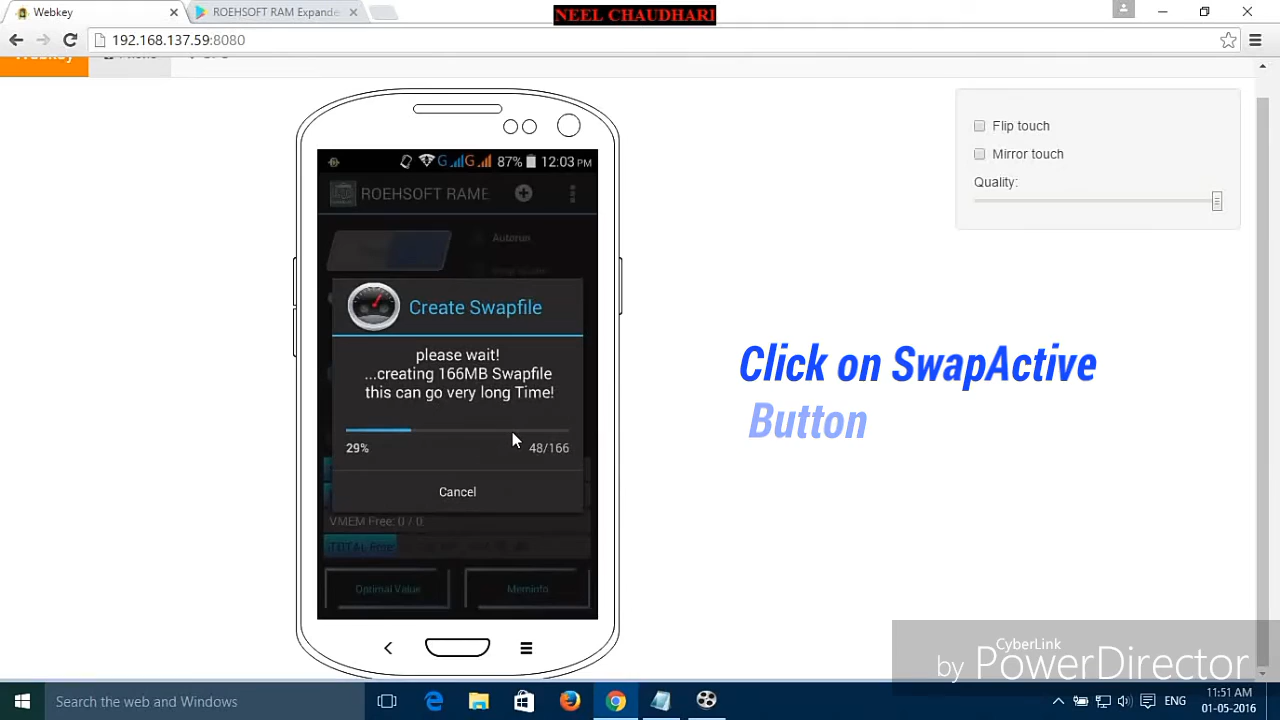 Webkey
ROEHSOFT RAM Expande
NEEL CHAUDHARI
192.168.137.59:8080
Flip touch
Mirror touch
Quality:
G G 87% 12:03 PM
ROEHSOFT RAME
Autorun
Create Swapfile
please wait!
...creating 166MB Swapfile
this can go very long Time!
29% 48/166
Cancel
VMEM Free: 0 / 0
TOTAL Free
Optimal Value Meminfo
Click on SwapActive
Button
CyberLink
by PowerDirector
Search the web and Windows
ENG
11:51 AM
01-05-2016